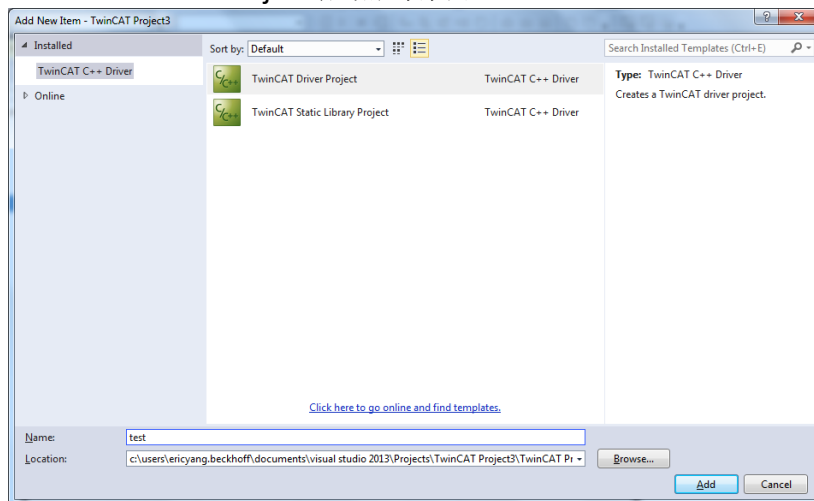 Add New Item - TwinCAT Project3
Installed
Sort by: Default
Search Installed Templates (Ctrl+E)
TwinCAT C++ Driver
Online
TwinCAT Driver Project TwinCAT C++ Driver
TwinCAT Static Library Project TwinCAT C++ Driver
Type: TwinCAT C++ Driver
Creates a TwinCAT driver project.
Click here to go online and find templates.
Name: test
Location: c:\users\ericyang.beckhoff\documents\visual studio 2013\Projects\TwinCAT Project3\TwinCAT Pr
Browse...
Add Cancel